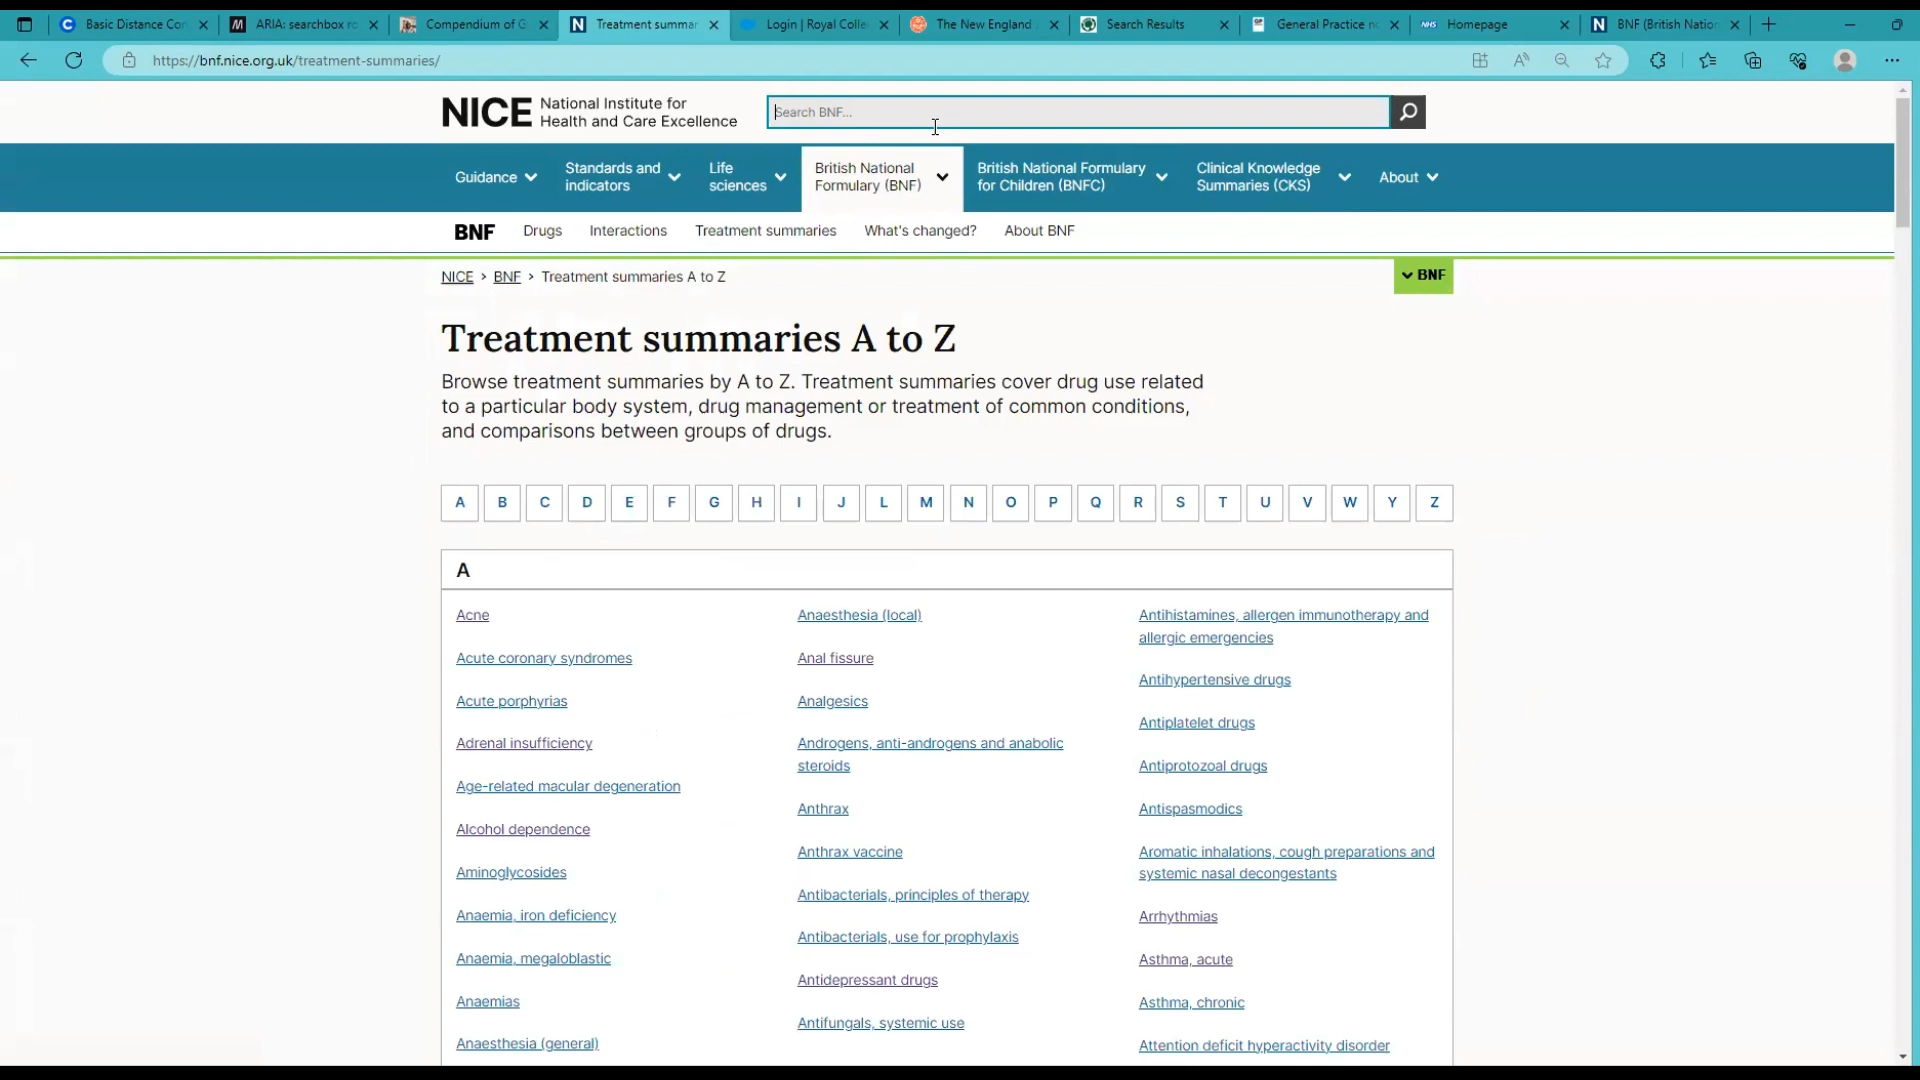 Basic Distance Con
ARIA: searchbox ro
Compendium of G
Treatment summar
Login | Royal Colle
The New England
Search Results
General Practice n
NHS Homepage
BNF (British Nation
https://bnf.nice.org.uk/treatment-summaries/
NICE National Institute for
Health and Care Excellence
Search BNF...
Guidance
Standards and
indicators
Life
sciences
British National
Formulary (BNF)
British National Formulary
for Children (BNFC)
Clinical Knowledge
Summaries (CKS)
About
BNF Drugs Interactions Treatment summaries What's changed? About BNF
NICE > BNF > Treatment summaries A to Z
BNF
Treatment summaries A to Z
Browse treatment summaries by A to Z. Treatment summaries cover drug use related
to a particular body system, drug management or treatment of common conditions,
and comparisons between groups of drugs.
A B C D E F G H I J L M N O P Q R S T U V W Y Z
A
Acne
Acute coronary syndromes
Acute porphyrias
Adrenal insufficiency
Age-related macular degeneration
Alcohol dependence
Aminoglycosides
Anaemia, iron deficiency
Anaemia, megaloblastic
Anaemias
Anaesthesia (general)
Anaesthesia (local)
Anal fissure
Analgesics
Androgens, anti-androgens and anabolic
steroids
Anthrax
Anthrax vaccine
Antibacterials, principles of therapy
Antibacterials, use for prophylaxis
Antidepressant drugs
Antifungals, systemic use
Antihistamines, allergen immunotherapy and
allergic emergencies
Antihypertensive drugs
Antiplatelet drugs
Antiprotozoal drugs
Antispasmodics
Aromatic inhalations, cough preparations and
systemic nasal decongestants
Arrhythmias
Asthma, acute
Asthma, chronic
Attention deficit hyperactivity disorder